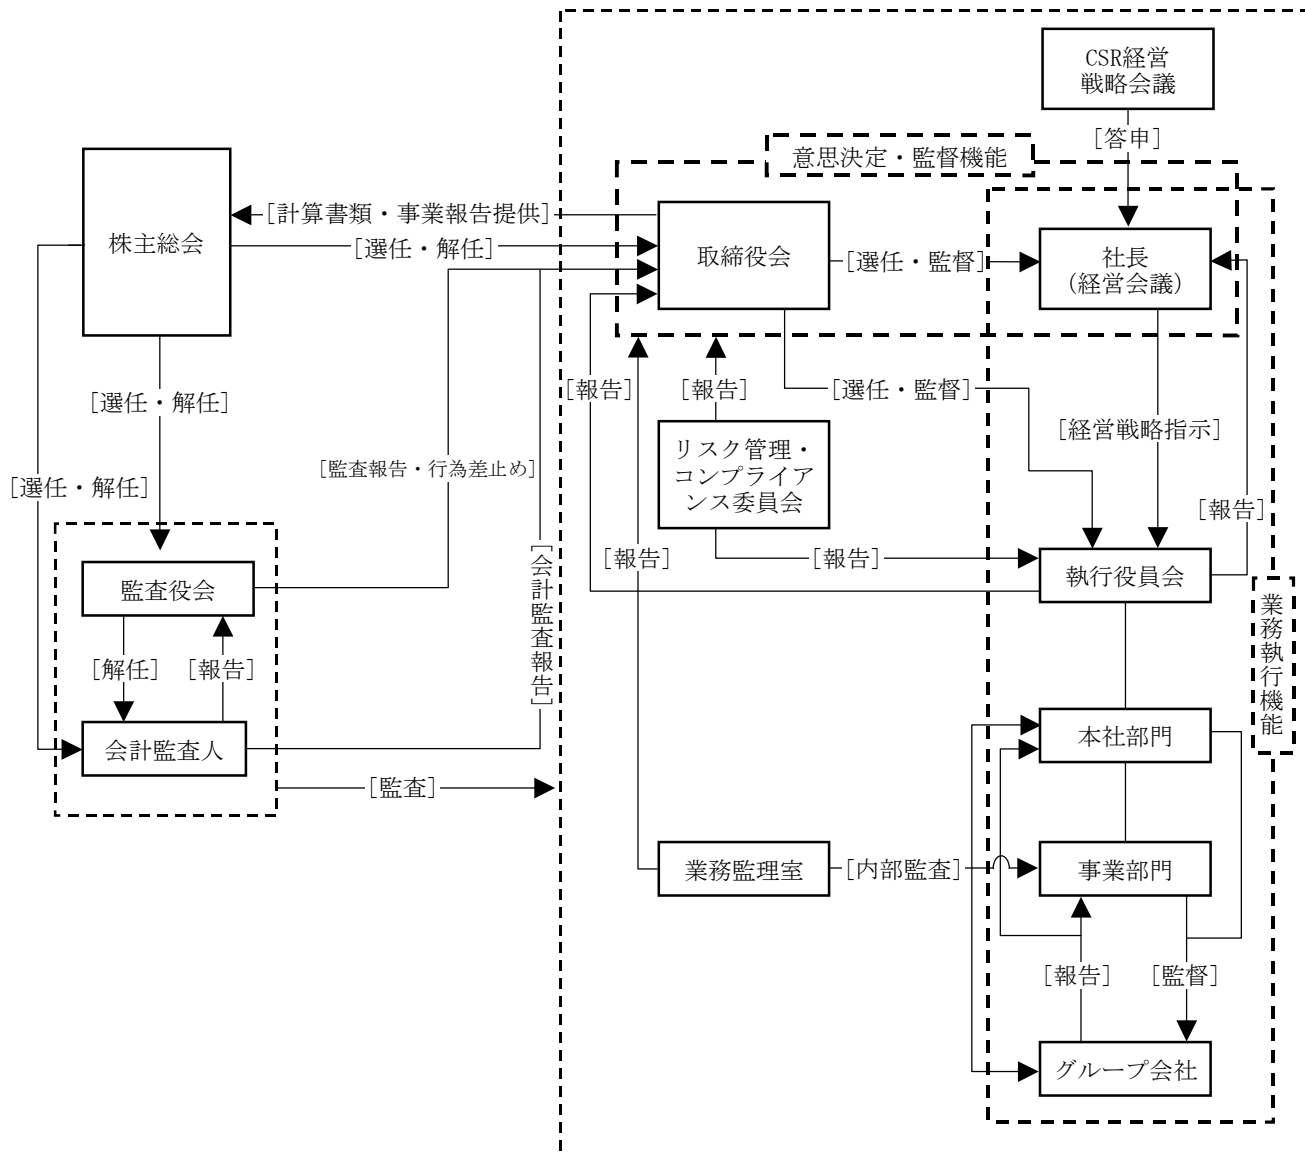 CSR経営
戦略会議
[答申]
意思決定・監督機能
株主総会
[計算書類・事業報告提供]
[選任・解任]
取締役会
[選任・監督]
社長
(経営会議)
[選任・解任]
[報告]
[報告]
[選任・監督]
[経営戦略指示]
[監査報告・行為差止め]
リスク管理・
コンプライア
ンス委員会
[選任・解任]
[報告]
[報告]
[報告]
[会計監査報告]
監査役会
執行役員会
業務執行機能
[解任]
[報告]
会計監査人
本社部門
[監査]
業務監理室
[内部監査]
事業部門
[報告]
[監督]
グループ会社